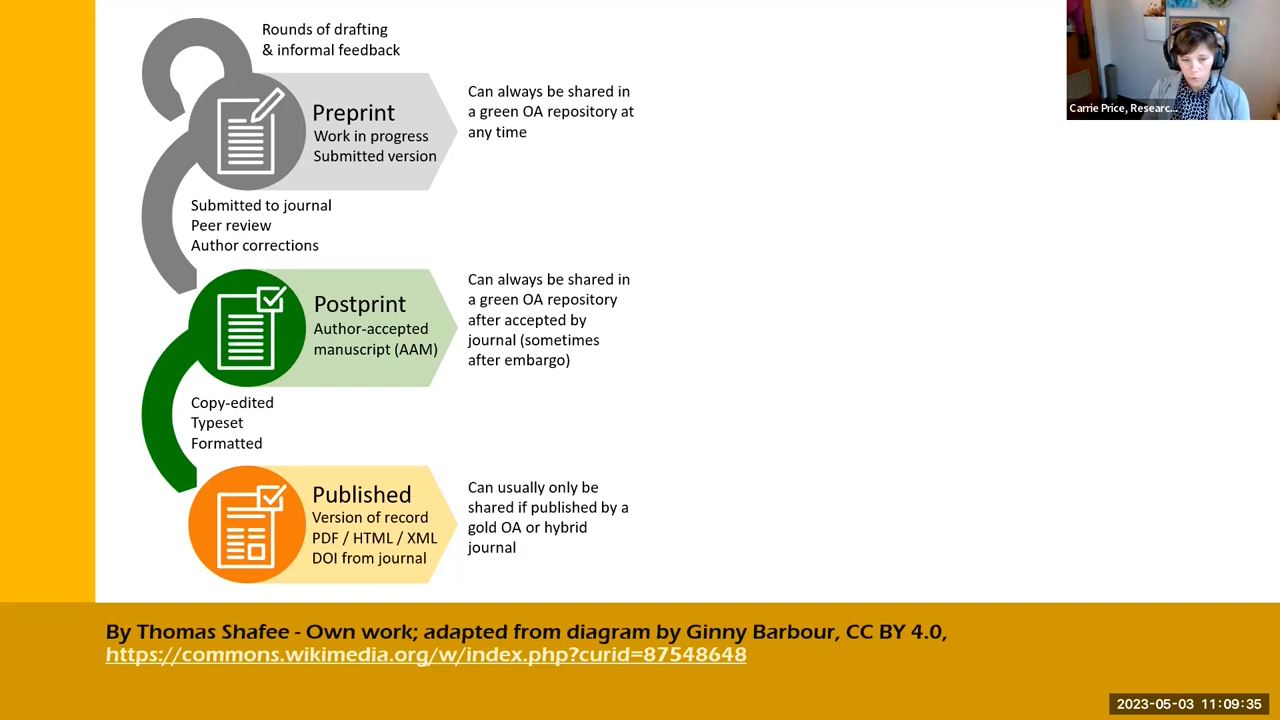 Rounds of drafting
& informal feedback
Preprint
Work in progress
Submitted version
Can always be shared in
a green OA repository at
any time
Submitted to journal
Peer review
Author corrections
Postprint
Author-accepted
manuscript (AAM)
Can always be shared in
a green OA repository
after accepted by
journal (sometimes
after embargo)
Copy-edited
Typeset
Formatted
Published
Version of record
PDF / HTML / XML
DOI from journal
Can usually only be
shared if published by a
gold OA or hybrid
journal
By Thomas Shafee - Own work; adapted from diagram by Ginny Barbour, CC BY 4.0,
https://commons.wikimedia.org/w/index.php?curid=87548648
Carrie Price, Researc...
2023-05-03 11:09:35